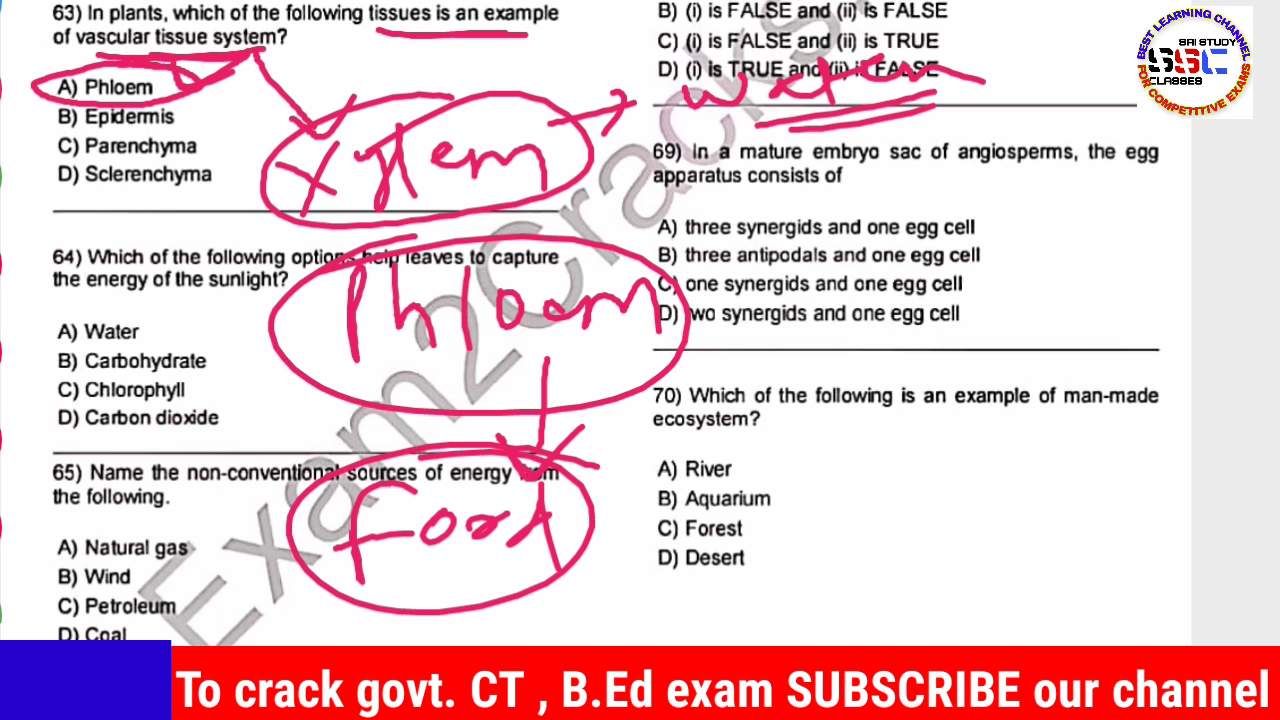 63) In plants, which of the following tissues is an example
of vascular tissue system?
A) Phloem
B) Epidermis
C) Parenchyma
D) Sclerenchyma
Xylem
64) Which of the following options help leaves to capture
the energy of the sunlight?
A) Water
B) Carbohydrate
C) Chlorophyll
D) Carbon dioxide
Phloem
65) Name the non-conventional sources of energy from
the following.
A) Natural gas
B) Wind
C) Petroleum
D) Coal
Food
B) (i) is FALSE and (ii) is FALSE
C) (i) is FALSE and (ii) is TRUE
D) (i) is TRUE and (ii) is FALSE
water
69) In a mature embryo sac of angiosperms, the egg
apparatus consists of
A) three synergids and one egg cell
B) three antipodals and one egg cell
C) one synergids and one egg cell
D) two synergids and one egg cell
70) Which of the following is an example of man-made
ecosystem?
A) River
B) Aquarium
C) Forest
D) Desert
Exam2Cracks
BEST LEARNING CHANNEL
SAI STUDY
SSC
CLASSES
FOR COMPETITIVE EXAMS
To crack govt. CT , B.Ed exam SUBSCRIBE our channel